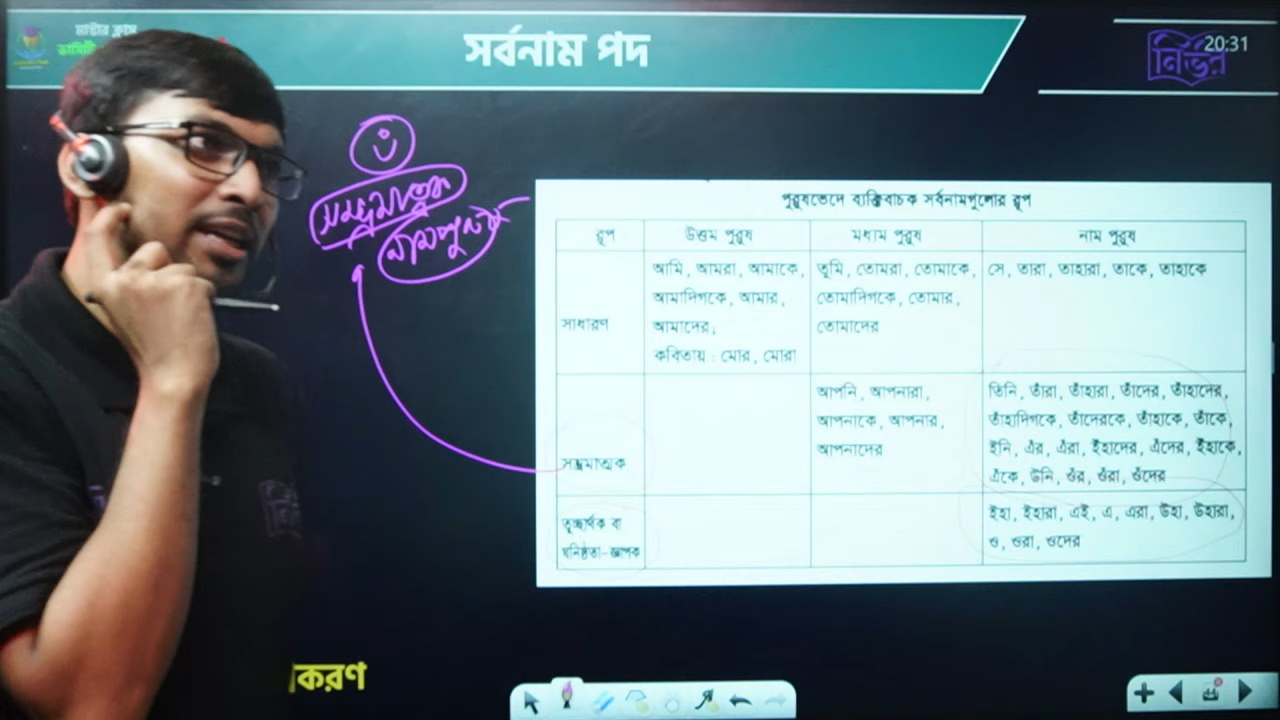 মাস্টার ক্লাস
সর্বনাম পদ
20:31
নির্ভর
সম্ভ্রমাত্মক
নামপুরুষ
পুরুষভেদে ব্যক্তিবাচক সর্বনামগুলোর রূপ
রূপ উত্তম পুরুষ মধ্যম পুরুষ নাম পুরুষ
সাধারণ
আমি, আমরা, আমাকে,
আমাদিগকে, আমার,
আমাদের;
কবিতায় : মোর, মোরা
তুমি, তোমরা, তোমাকে,
তোমাদিগকে, তোমার,
তোমাদের
সে, তারা, তাহারা, তাকে, তাহাকে
সম্ভ্রমাত্মক
আপনি, আপনারা,
আপনাকে, আপনার,
আপনাদের
তিনি, তাঁরা, তাঁহারা, তাঁদের, তাঁহাদের,
তাঁহাদিগকে, তাঁদেরকে, তাঁহাকে, তাঁকে,
ইনি, এঁর, এঁরা, ইঁহাদের, এঁদের, ইঁহাকে,
এঁকে, উনি, ওঁর, ওঁরা, ওঁদের
তুচ্ছার্থক বা
ঘনিষ্ঠতা-জ্ঞাপক
ইহা, ইহারা, এই, এ, এরা, উহা, উহারা,
ও, ওরা, ওদের
করণ